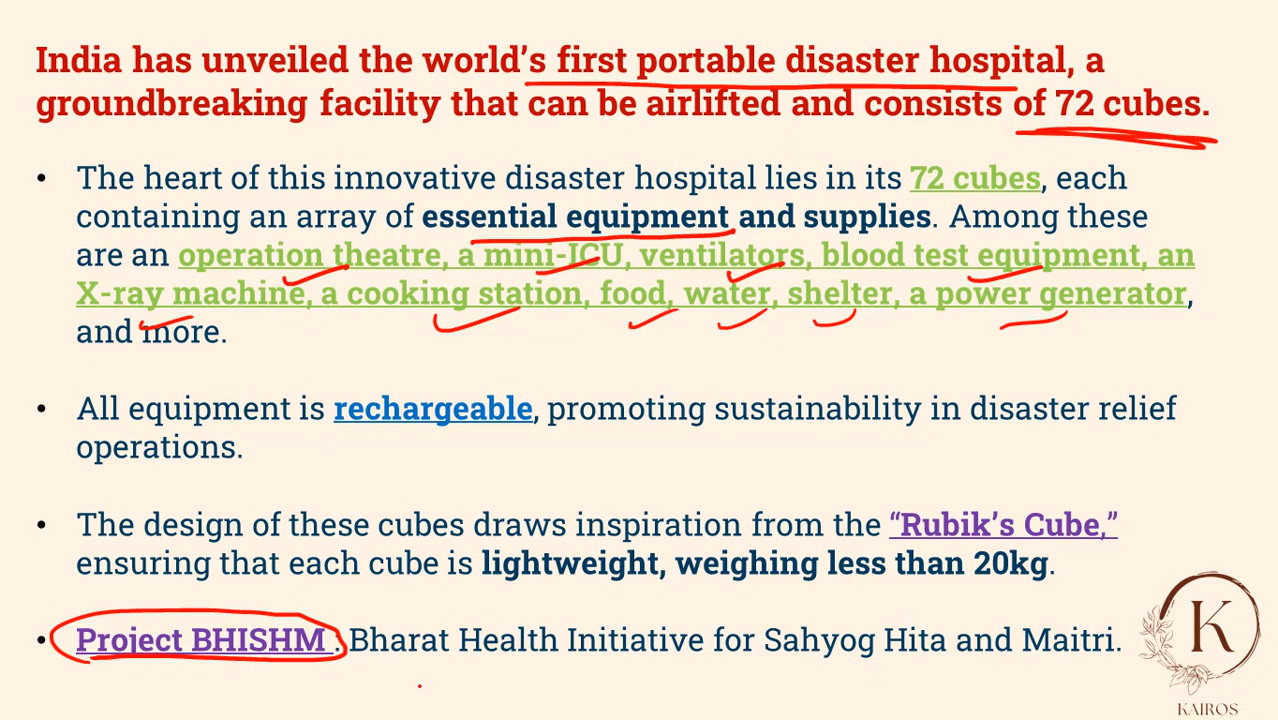 India has unveiled the world's first portable disaster hospital, a
groundbreaking facility that can be airlifted and consists of 72 cubes.
• The heart of this innovative disaster hospital lies in its 72 cubes, each
containing an array of essential equipment and supplies. Among these
are an operation theatre, a mini-ICU, ventilators, blood test equipment, an
X-ray machine, a cooking station, food, water, shelter, a power generator,
and more.
• All equipment is rechargeable, promoting sustainability in disaster relief
operations.
• The design of these cubes draws inspiration from the “Rubik’s Cube,”
ensuring that each cube is lightweight, weighing less than 20kg.
• Project BHISHM : Bharat Health Initiative for Sahyog Hita and Maitri.
K
KAIROS